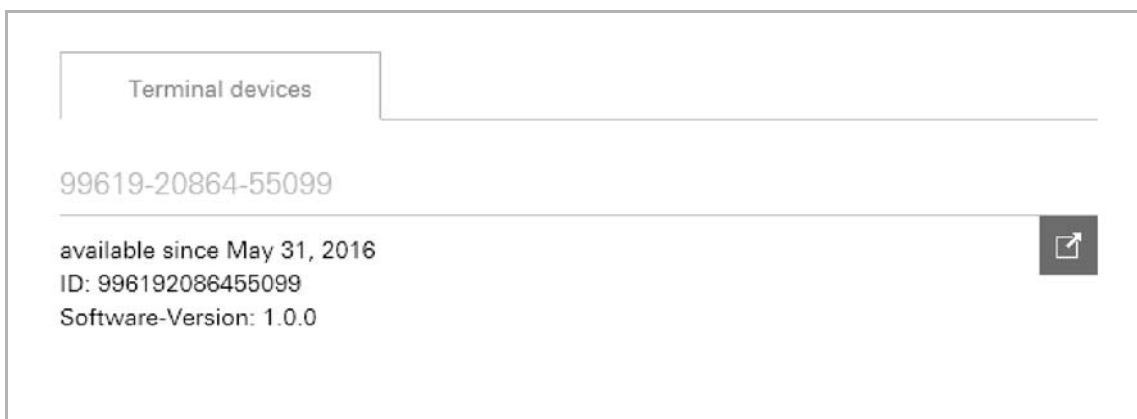 Terminal devices
99619-20864-55099
available since May 31, 2016
ID: 996192086455099
Software-Version: 1.0.0